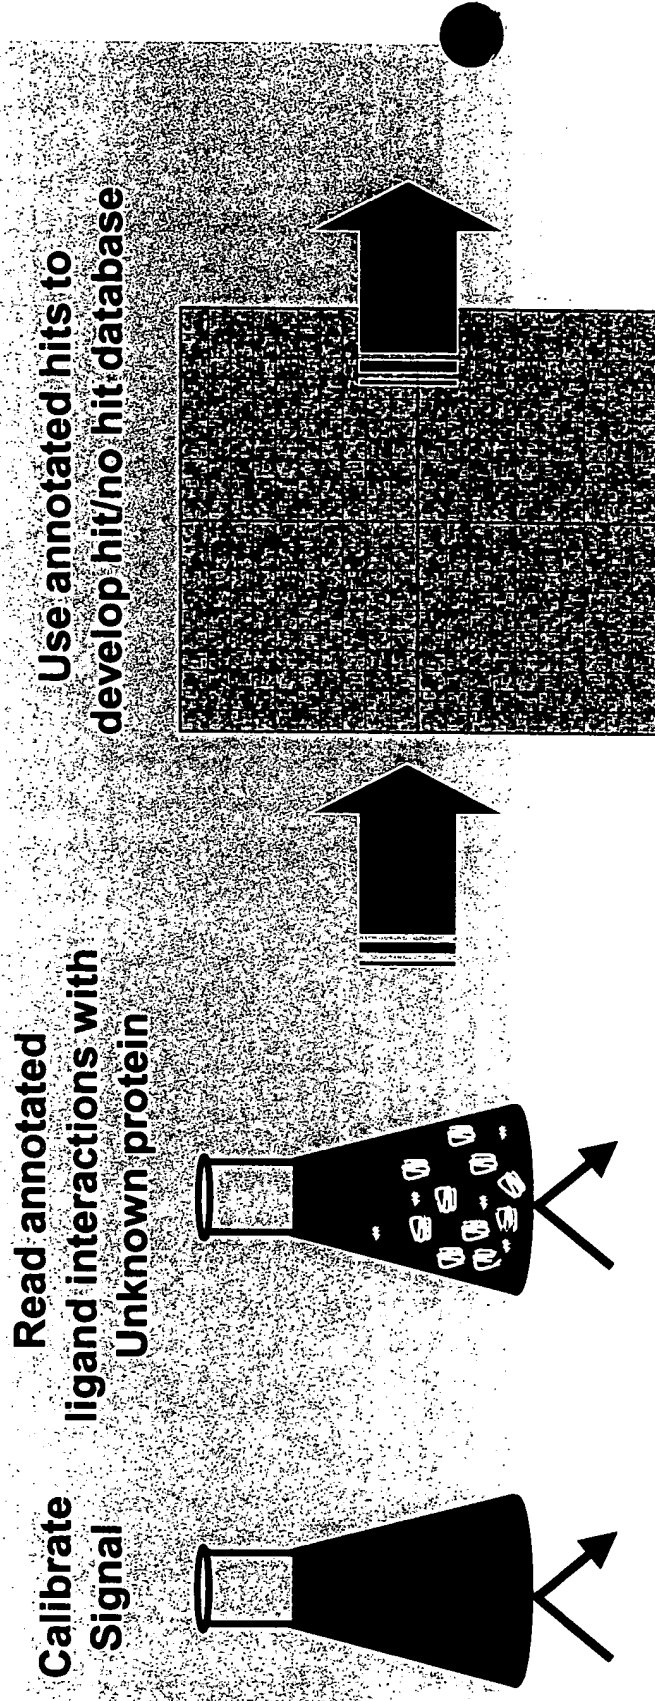 Calibrate
Signal
Read annotated
ligand interactions with
Unknown protein
Use annotated hits to
develop hit/no hit database